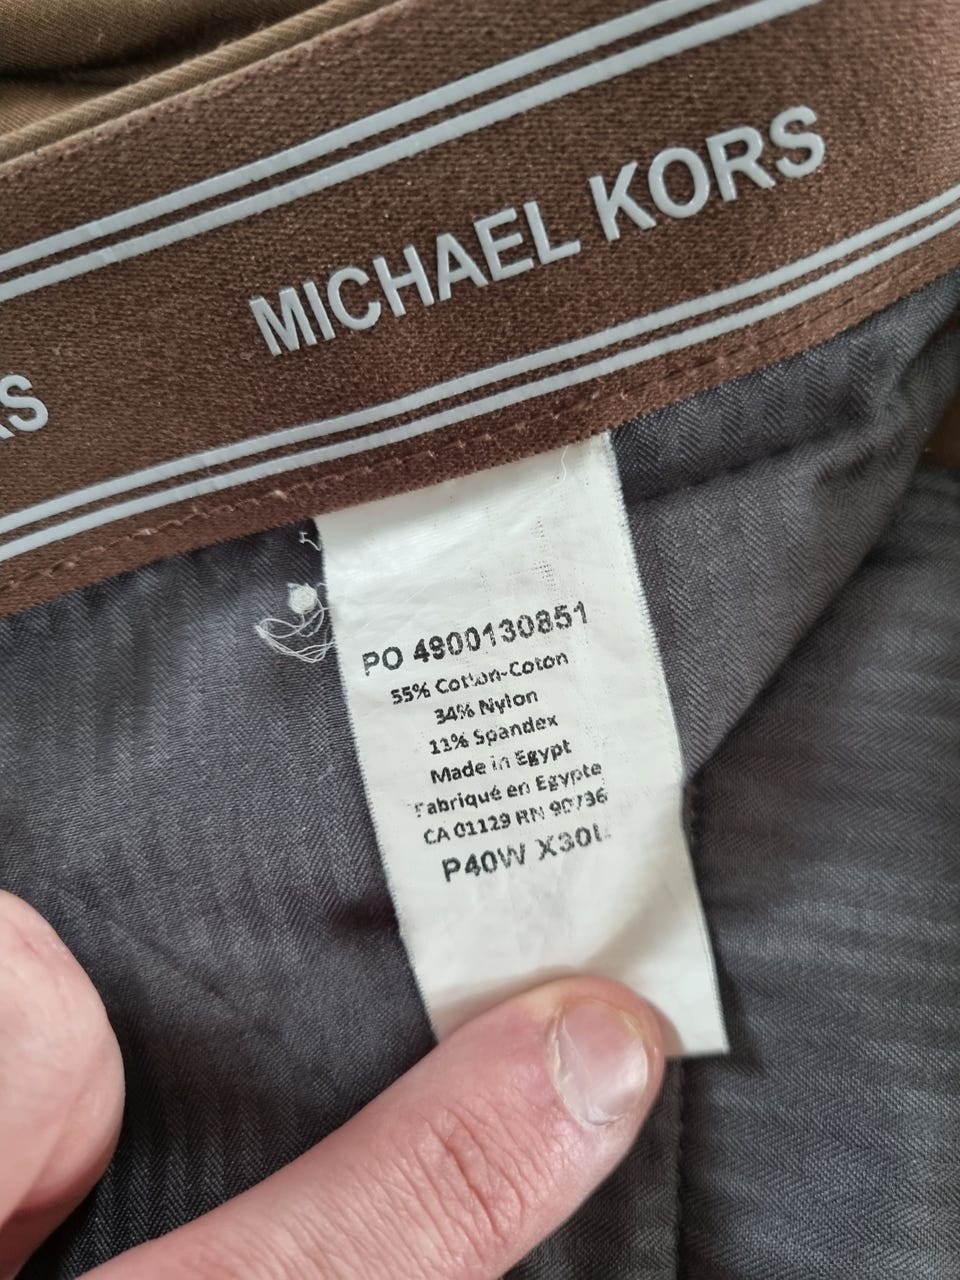 MICHAEL KORS
RS
PO 4900130851
55% Cotton-Coton
34% Nylon
11% Spandex
Made in Egypt
Fabriqué en Egypte
CA 01129 RN 90736
P40W X30L